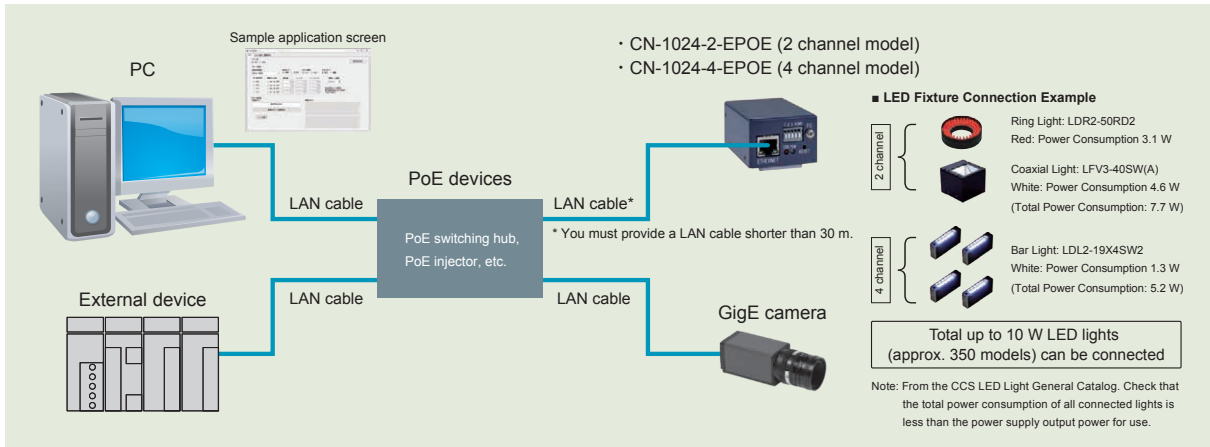 Sample application screen
PC
・CN-1024-2-EPOE (2 channel model)
・CN-1024-4-EPOE (4 channel model)
ETHERNET
RESET
PoE devices
PoE switching hub,
PoE injector, etc.
LAN cable
LAN cable*
* You must provide a LAN cable shorter than 30 m.
LAN cable
LAN cable
External device
GigE camera
■ LED Fixture Connection Example
2 channel
Ring Light: LDR2-50RD2
Red: Power Consumption 3.1 W
Coaxial Light: LFV3-40SW(A)
White: Power Consumption 4.6 W
(Total Power Consumption: 7.7 W)
4 channel
Bar Light: LDL2-19X4SW2
White: Power Consumption 1.3 W
(Total Power Consumption: 5.2 W)
Total up to 10 W LED lights
(approx. 350 models) can be connected
Note: From the CCS LED Light General Catalog. Check that
the total power consumption of all connected lights is
less than the power supply output power for use.